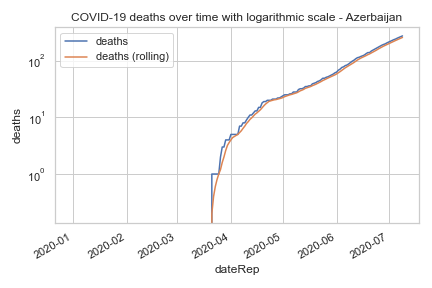 COVID-19 deaths over time with logarithmic scale - Azerbaijan
deaths
deaths (rolling)
10²
10¹
10⁰
deaths
2020-01
2020-02
2020-03
2020-04
2020-05
2020-06
2020-07
dateRep